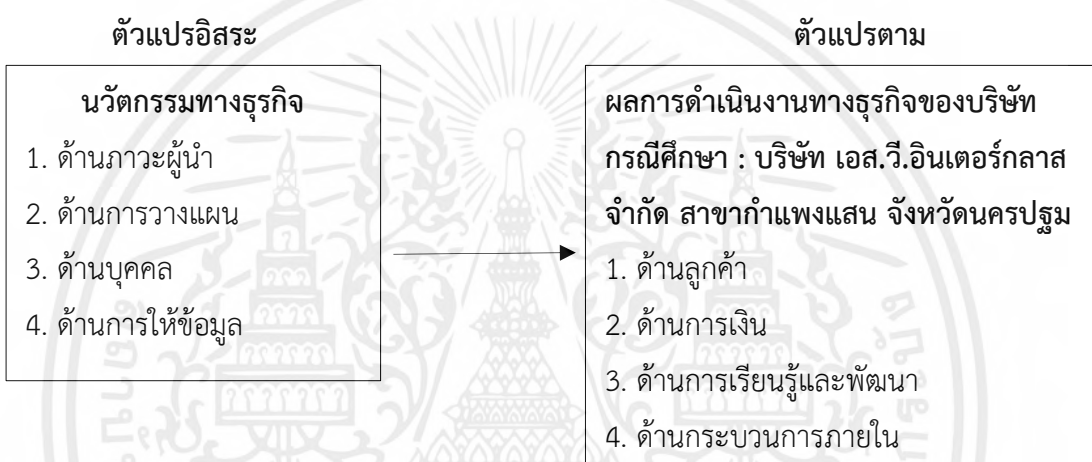 ตัวแปรอิสระ
นวัตกรรมทางธุรกิจ
1. ด้านภาวะผู้นำ
2. ด้านการวางแผน
3. ด้านบุคคล
4. ด้านการให้ข้อมูล
ตัวแปรตาม
ผลการดำเนินงานทางธุรกิจของบริษัท
กรณีศึกษา : บริษัท เอส.วี.อินเตอร์กลาส
จำกัด สาขากำแพงแสน จังหวัดนครปฐม
1. ด้านลูกค้า
2. ด้านการเงิน
3. ด้านการเรียนรู้และพัฒนา
4. ด้านกระบวนการภายใน